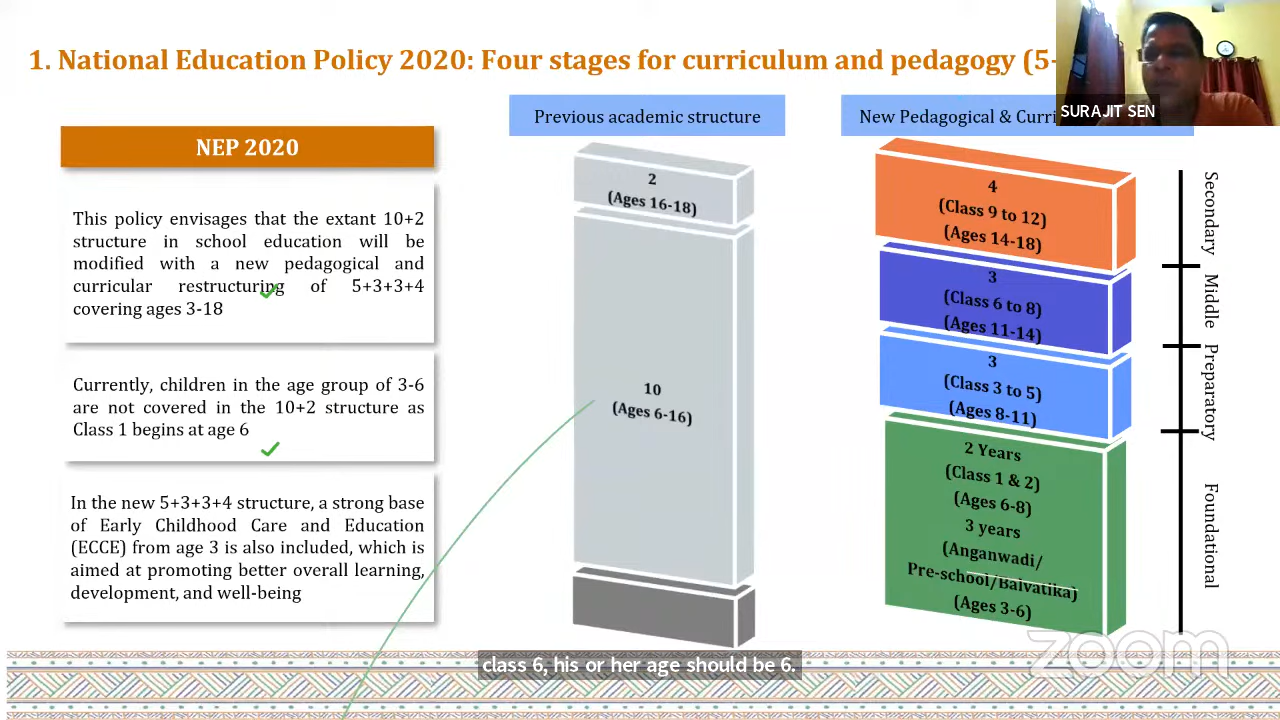 1. National Education Policy 2020: Four stages for curriculum and pedagogy (5-
SURAJIT SEN
NEP 2020
This policy envisages that the extant 10+2
structure in school education will be
modified with a new pedagogical and
curricular restructuring of 5+3+3+4
covering ages 3-18
Currently, children in the age group of 3-6
are not covered in the 10+2 structure as
Class 1 begins at age 6
In the new 5+3+3+4 structure, a strong base
of Early Childhood Care and Education
(ECCE) from age 3 is also included, which is
aimed at promoting better overall learning,
development, and well-being
Previous academic structure
2
(Ages 16-18)
10
(Ages 6-16)
New Pedagogical & Curri
4
(Class 9 to 12)
(Ages 14-18)
3
(Class 6 to 8)
(Ages 11-14)
3
(Class 3 to 5)
(Ages 8-11)
2 Years
(Class 1 & 2)
(Ages 6-8)
3 years
(Anganwadi/
Pre-school/Balvatika)
(Ages 3-6)
Secondary
Middle
Preparatory
Foundational
zoom
class 6, his or her age should be 6.